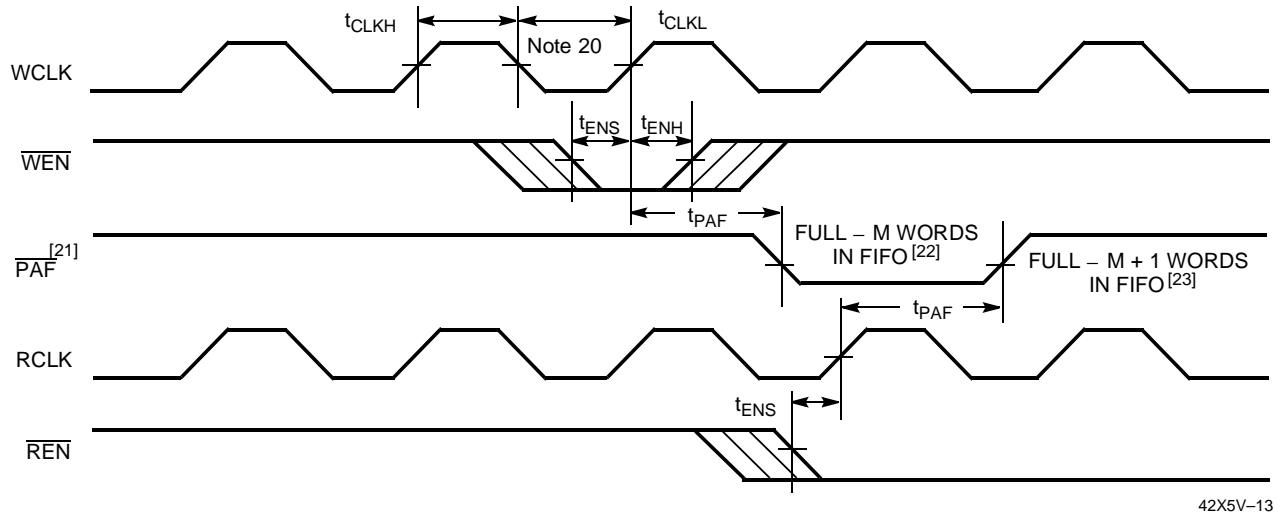 tCLKH
tCLKL
Note 20
WCLK
tENS
tENH
WEN
tPAF
PAF[21]
FULL – M WORDS
IN FIFO[22]
FULL – M + 1 WORDS
IN FIFO[23]
tPAF
RCLK
tENS
REN
42X5V–13